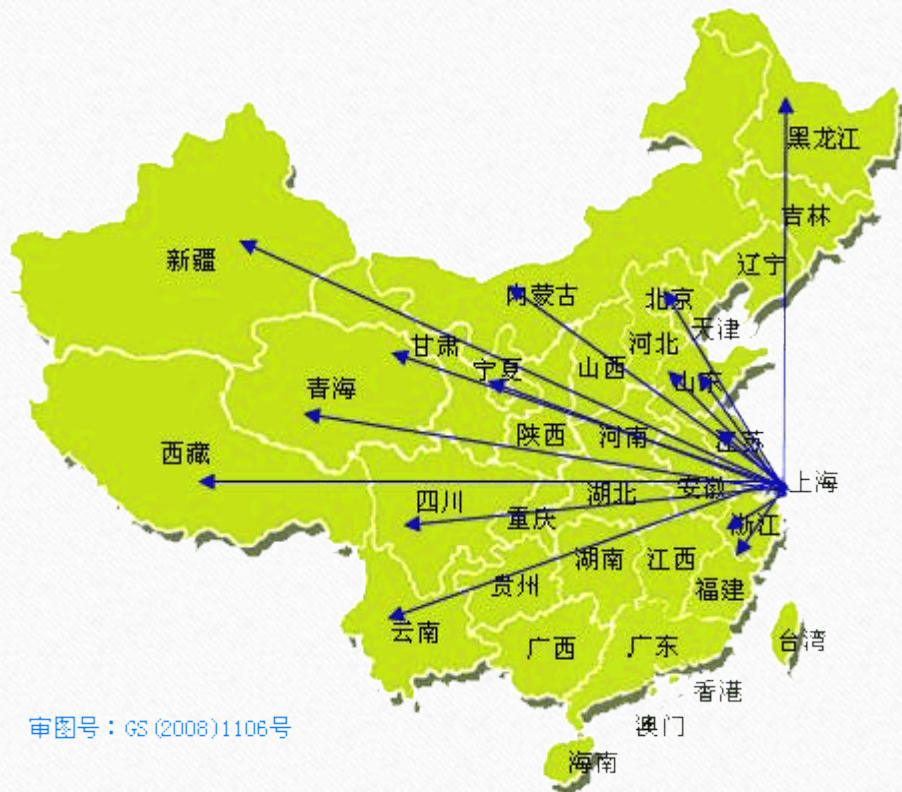 黑龙江
吉林
辽宁
新疆
内蒙古
北京
天津
河北
甘肃
宁夏
山西
山东
青海
陕西
河南
江苏
西藏
四川
重庆
湖北
安徽
上海
浙江
湖南
江西
贵州
福建
云南
广西
广东
台湾
香港
澳门
海南
审图号：GS(2008)1106号